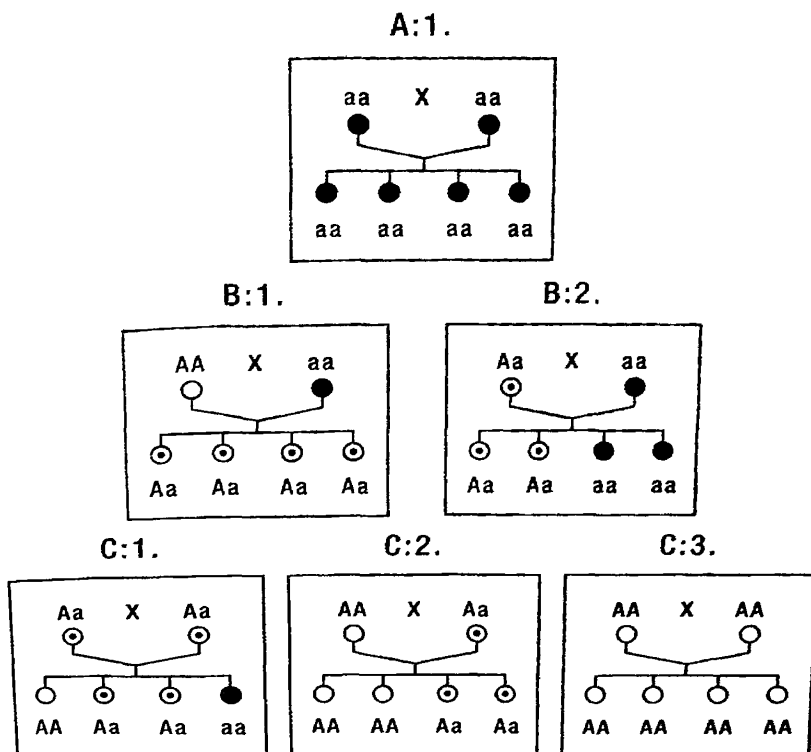 A:1.
aa X aa
aa aa aa aa
B:1.
AA X aa
Aa Aa Aa Aa
B:2.
Aa X aa
Aa Aa aa aa
C:1.
Aa X Aa
AA Aa Aa aa
C:2.
AA X Aa
AA AA Aa Aa
C:3.
AA X AA
AA AA AA AA